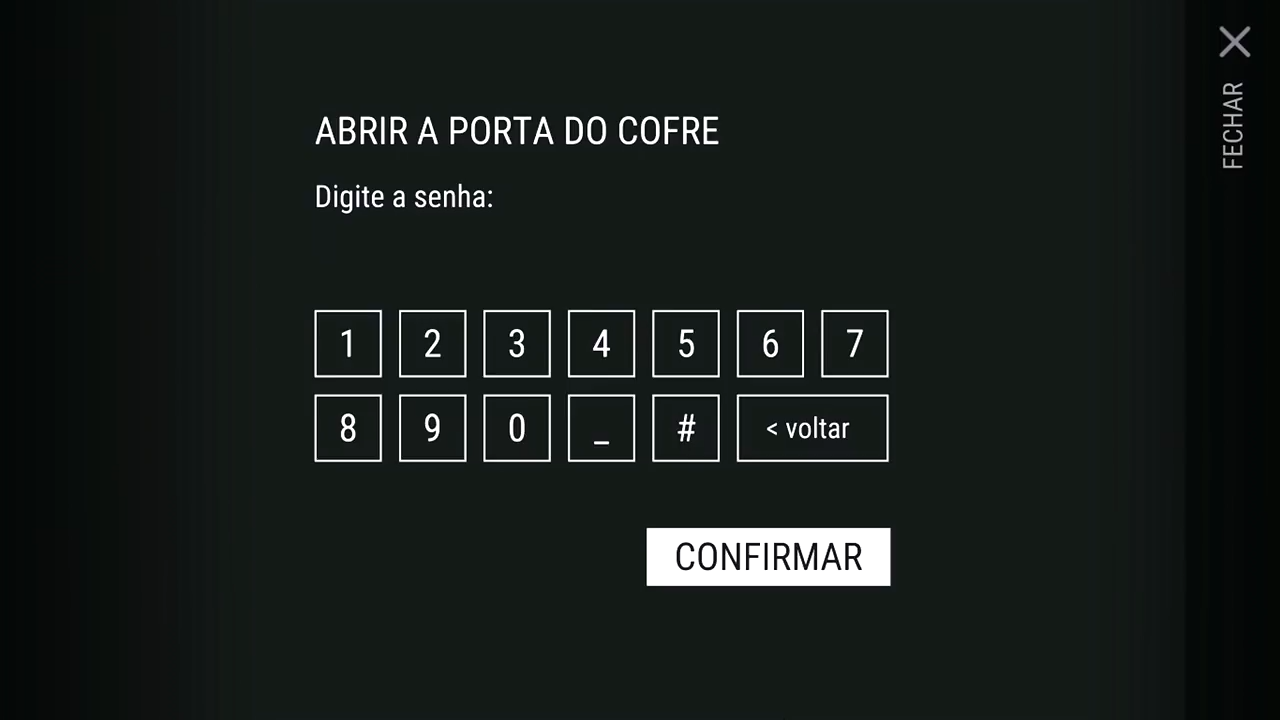 ABRIR A PORTA DO COFRE
Digite a senha:
1 2 3 4 5 6 7
8 9 0 _ # < voltar
CONFIRMAR
FECHAR